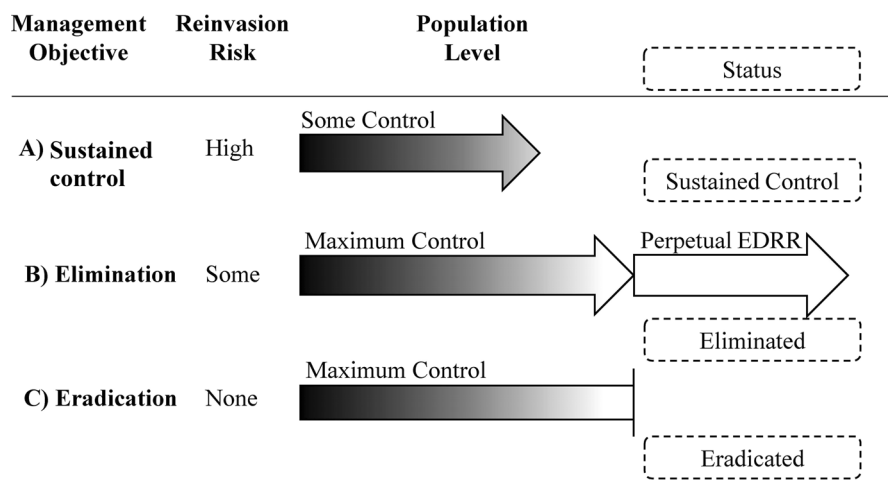 Management Reinvasion Population
Objective Risk Level
Status
Some Control
A) Sustained High
control
Sustained Control
Maximum Control Perpetual EDRR
B) Elimination Some
Eliminated
Maximum Control
C) Eradication None
Eradicated